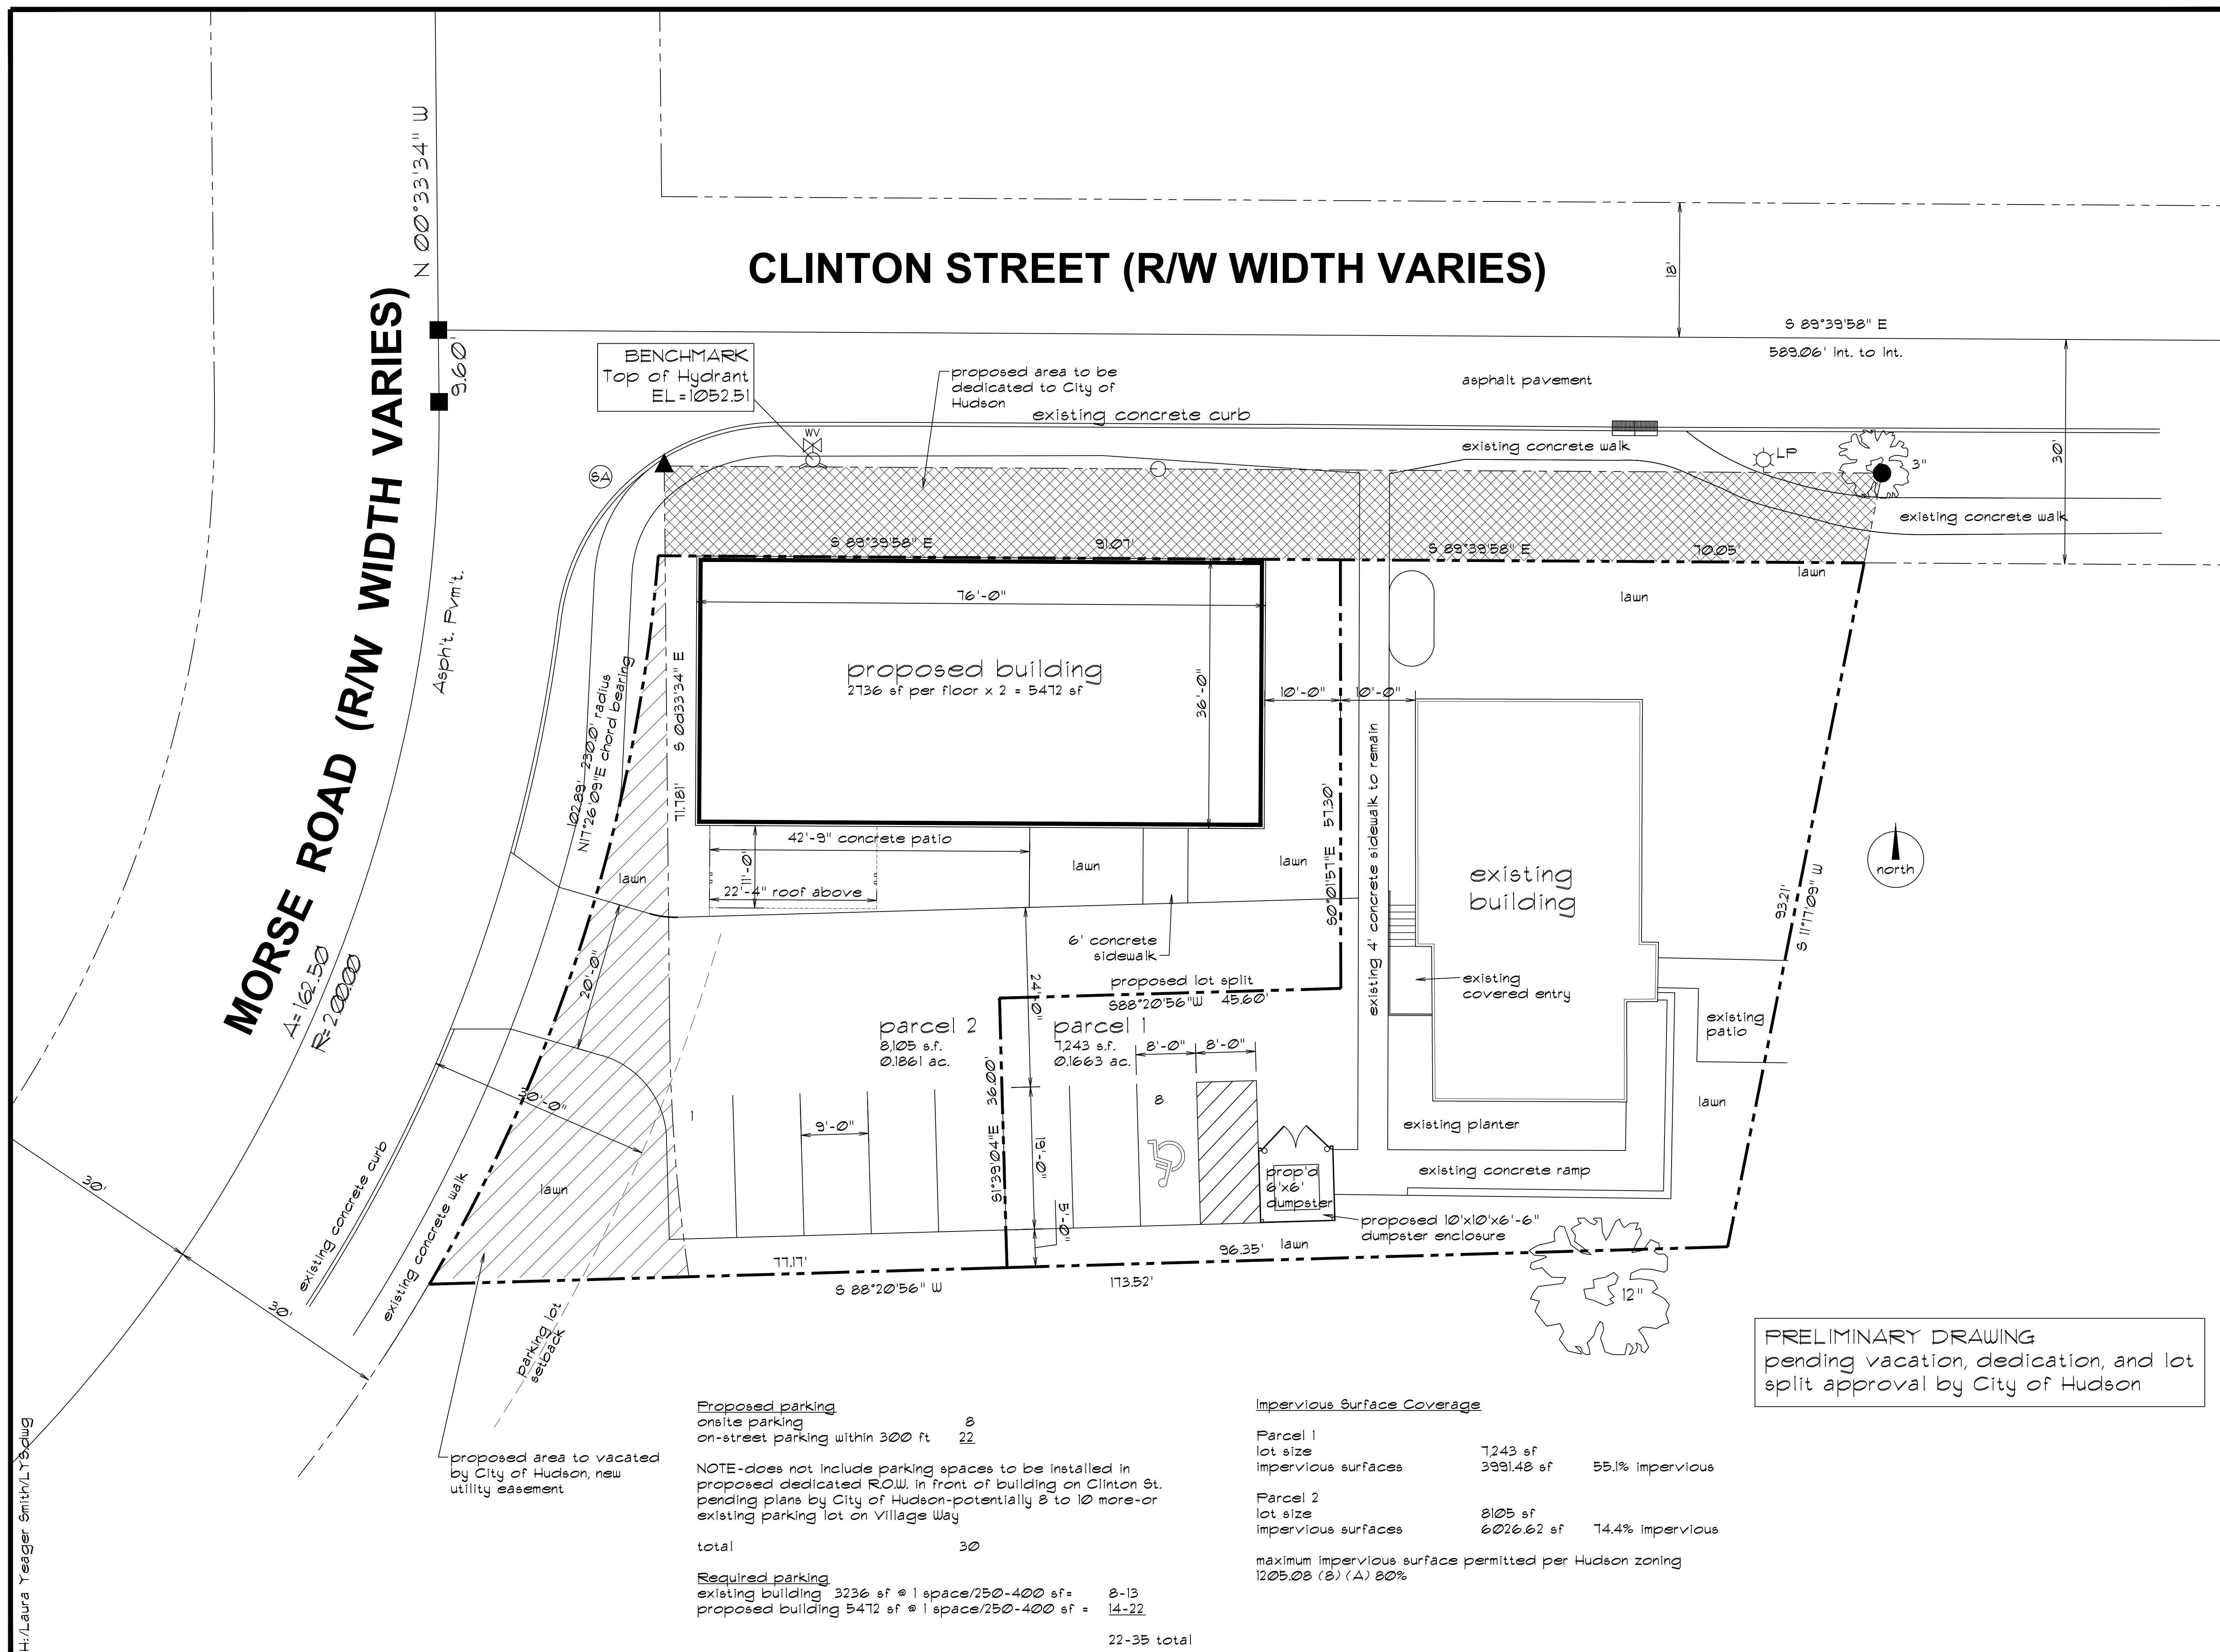 N 00°33'34" W
CLINTON STREET (R/W WIDTH VARIES)
18'
S 89°39'58" E
589.06' Int. to Int.
9.60'
BENCHMARK
Top of Hydrant
EL=1052.51
proposed area to be
dedicated to City of
Hudson
asphalt pavement
existing concrete curb
WV
existing concrete walk
LP
3"
30'
SA
existing concrete walk
S 89°39'58" E
91.07'
S 89°39'58" E
70.05'
lawn
lawn
MORSE ROAD (R/W WIDTH VARIES)
A=162.50
R=200.00
Asph't. Pvm't.
76'-0"
proposed building
2736 sf per floor x 2 = 5472 sf
36'-0"
10'-0"
10'-0"
102.89' 230.0' radius
N17°26'09"E chord bearing
71.781' S 0d33'34" E
existing 4' concrete sidewalk to remain
S0°01'57"E 57.30'
42'-9" concrete patio
11'-0"
22'-4" roof above
lawn
lawn
lawn
existing
building
north
93.21'
S 11°17'09" W
6' concrete
sidewalk
20'-0"
24'-0"
existing
covered entry
existing
patio
proposed lot split
S88°20'56"W 45.60'
parcel 2
8,105 s.f.
0.1861 ac.
parcel 1
7,243 s.f.
0.1663 ac.
8'-0"
8'-0"
S1°39'04"E 36.00'
1
9'-0"
19'-0"
8
lawn
existing planter
existing concrete ramp
prop'd
6'x6'
dumpster
5'-0"
proposed 10'x10'x6'-6"
dumpster enclosure
lawn
lawn
30'
30'
existing concrete curb
existing concrete walk
77.17'
96.35'
S 88°20'56" W
173.52'
12"
parking lot
setback
PRELIMINARY DRAWING
pending vacation, dedication, and lot
split approval by City of Hudson
proposed area to vacated
by City of Hudson, new
utility easement
Proposed parking
onsite parking 8
on-street parking within 300 ft 22
NOTE-does not include parking spaces to be installed in
proposed dedicated R.O.W. in front of building on Clinton St.
pending plans by City of Hudson-potentially 8 to 10 more-or
existing parking lot on Village Way
total 30
Required parking
existing building 3236 sf @ 1 space/250-400 sf= 8-13
proposed building 5472 sf @ 1 space/250-400 sf = 14-22
22-35 total
Impervious Surface Coverage
Parcel 1
lot size 7,243 sf
impervious surfaces 3991.48 sf 55.1% impervious
Parcel 2
lot size 8105 sf
impervious surfaces 6026.62 sf 74.4% impervious
maximum impervious surface permitted per Hudson zoning
1205.08 (8) (A) 80%
H:/Laura Yeager Smith/LYS.dwg